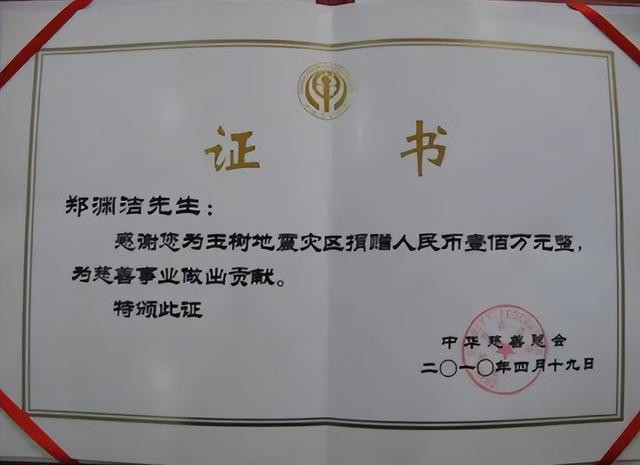 证 书
郑渊洁先生：
感谢您为玉树地震灾区捐赠人民币壹佰万元整，
为慈善事业做出贡献。
特颁此证
中华慈善总会
二〇一〇年四月十九日